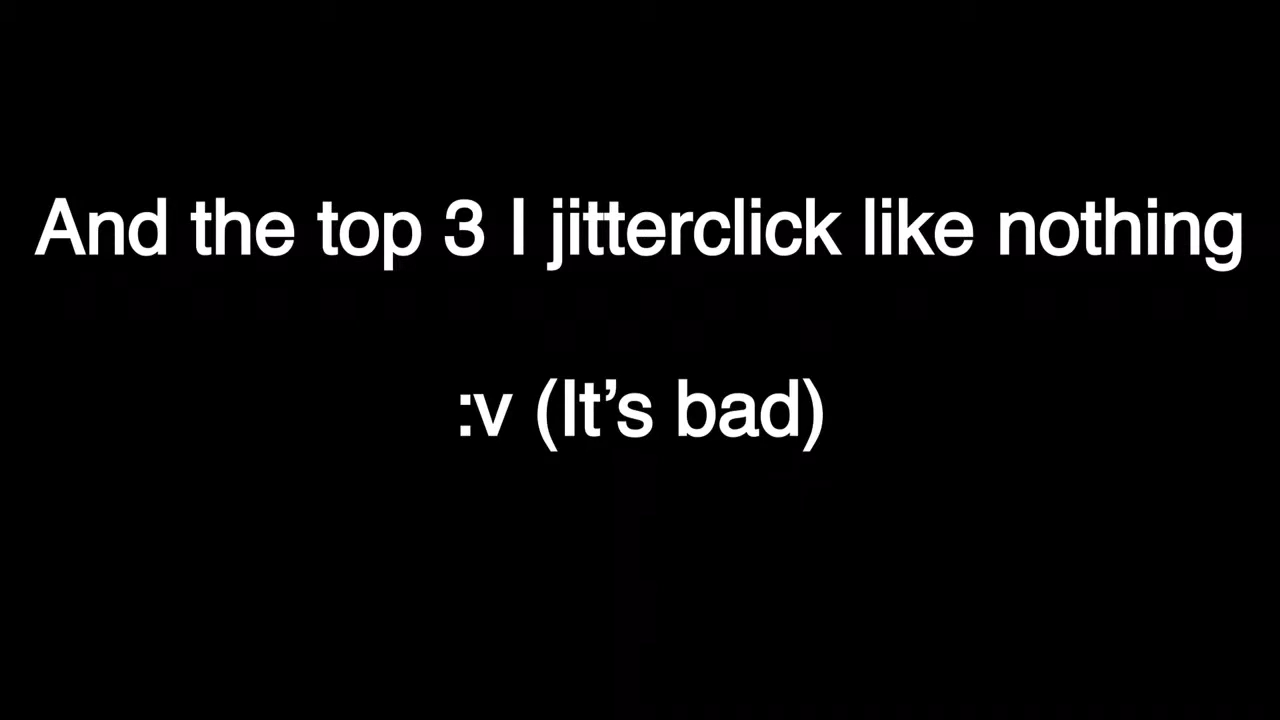 And the top 3 I jitterclick like nothing
:v (It’s bad)